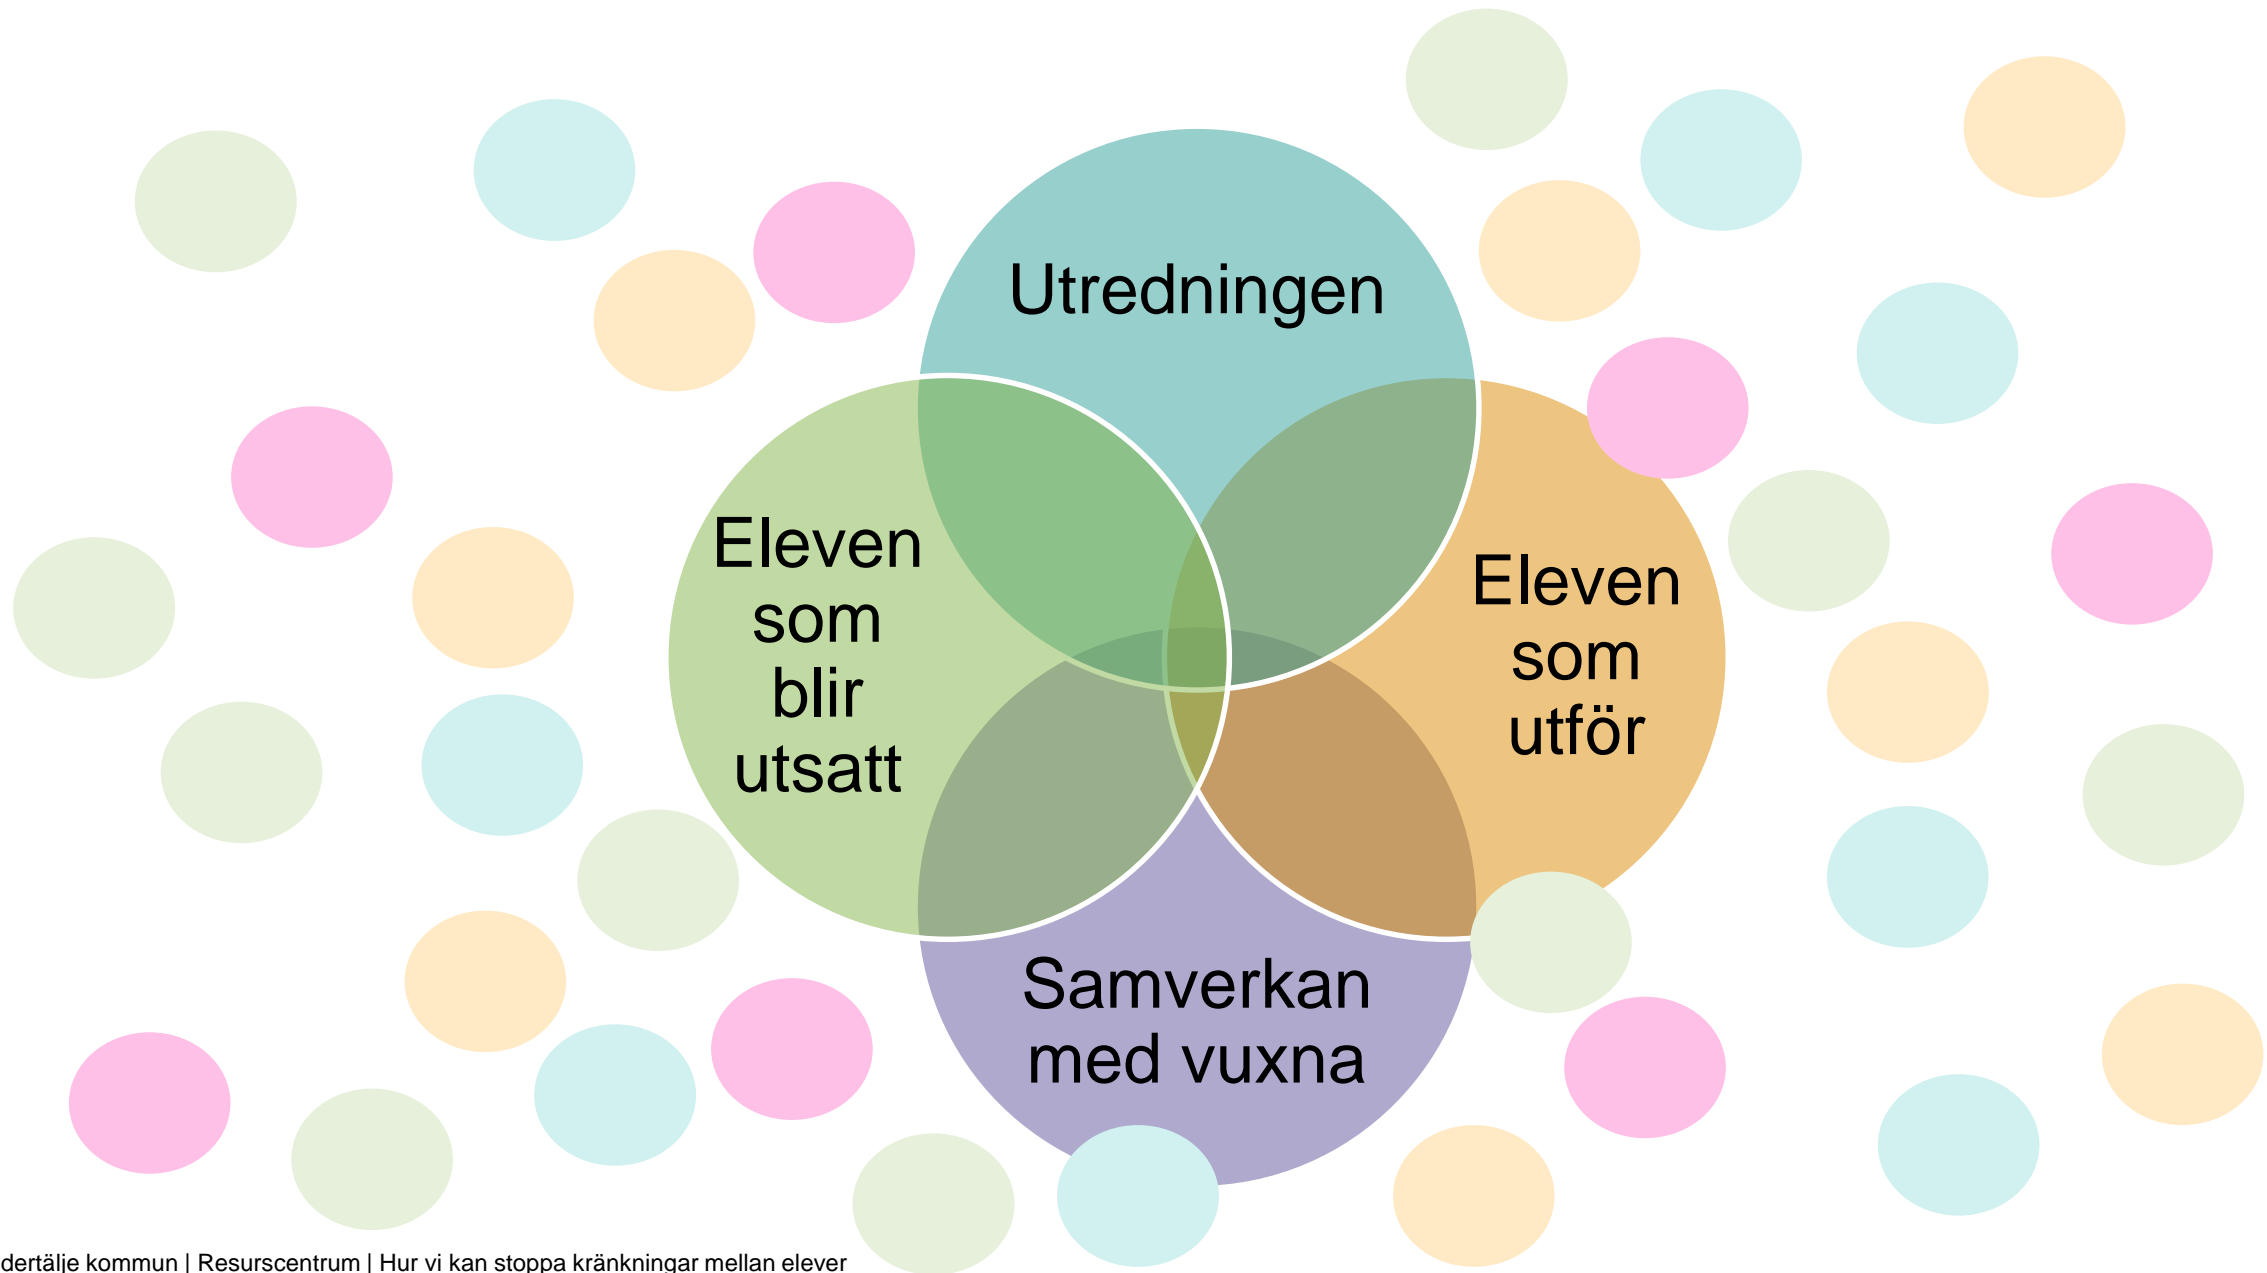 Utredningen
Eleven
som
blir
utsatt
Eleven
som
utför
Samverkan
med vuxna
dertälje kommun | Resurscentrum | Hur vi kan stoppa kränkningar mellan elever